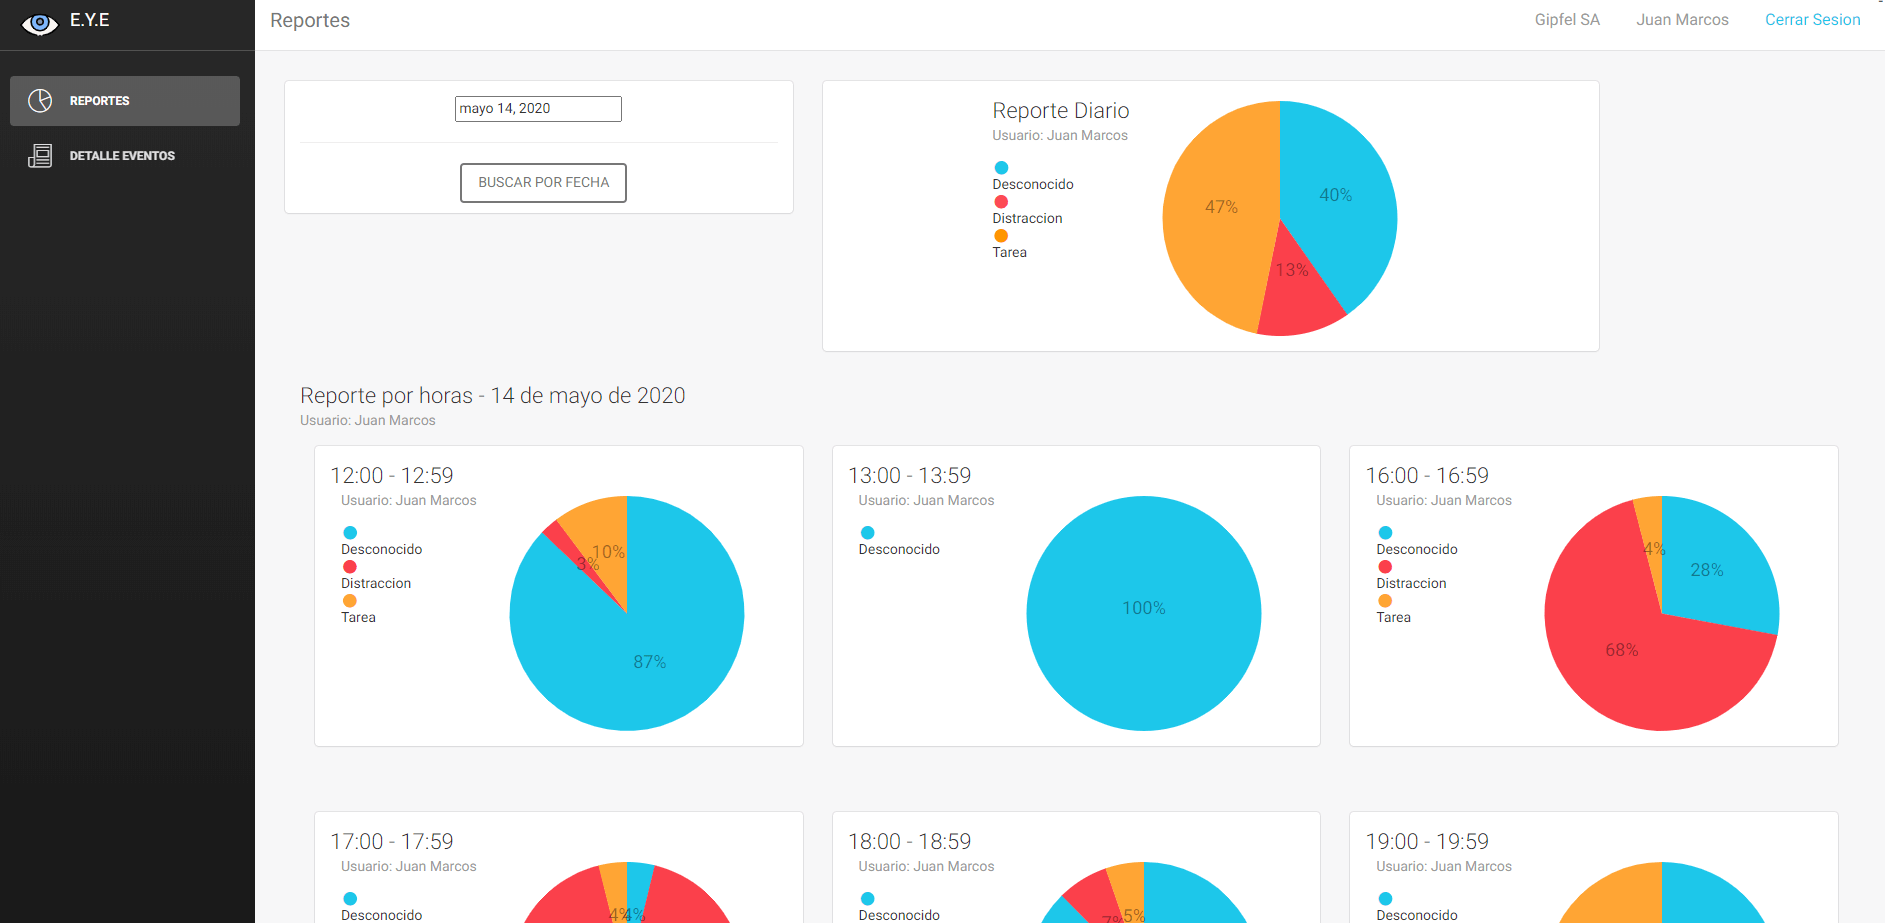 E.Y.E
Reportes
Gipfel SA
Juan Marcos
Cerrar Sesion
REPORTES
DETALLE EVENTOS
mayo 14, 2020
BUSCAR POR FECHA
Reporte Diario
Usuario: Juan Marcos
Desconocido
Distraccion
Tarea
47%
40%
13%
Reporte por horas - 14 de mayo de 2020
Usuario: Juan Marcos
12:00 - 12:59
Usuario: Juan Marcos
Desconocido
Distraccion
Tarea
10%
3%
87%
13:00 - 13:59
Usuario: Juan Marcos
Desconocido
100%
16:00 - 16:59
Usuario: Juan Marcos
Desconocido
Distraccion
Tarea
4%
28%
68%
17:00 - 17:59
Usuario: Juan Marcos
Desconocido
4%
4%
18:00 - 18:59
Usuario: Juan Marcos
Desconocido
7%
5%
19:00 - 19:59
Usuario: Juan Marcos
Desconocido